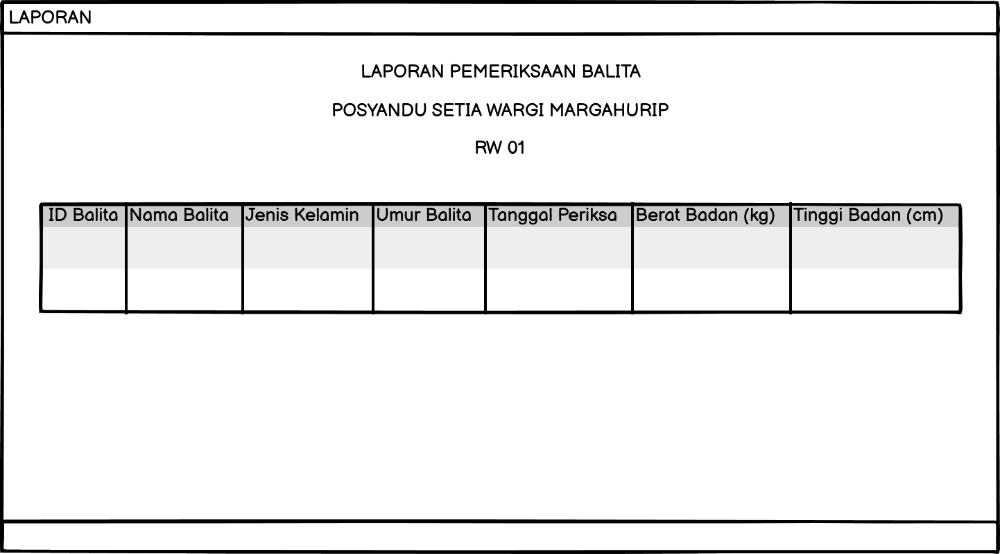 LAPORAN
LAPORAN PEMERIKSAAN BALITA
POSYANDU SETIA WARGI MARGAHURIP
RW 01
ID Balita Nama Balita Jenis Kelamin Umur Balita Tanggal Periksa Berat Badan (kg) Tinggi Badan (cm)